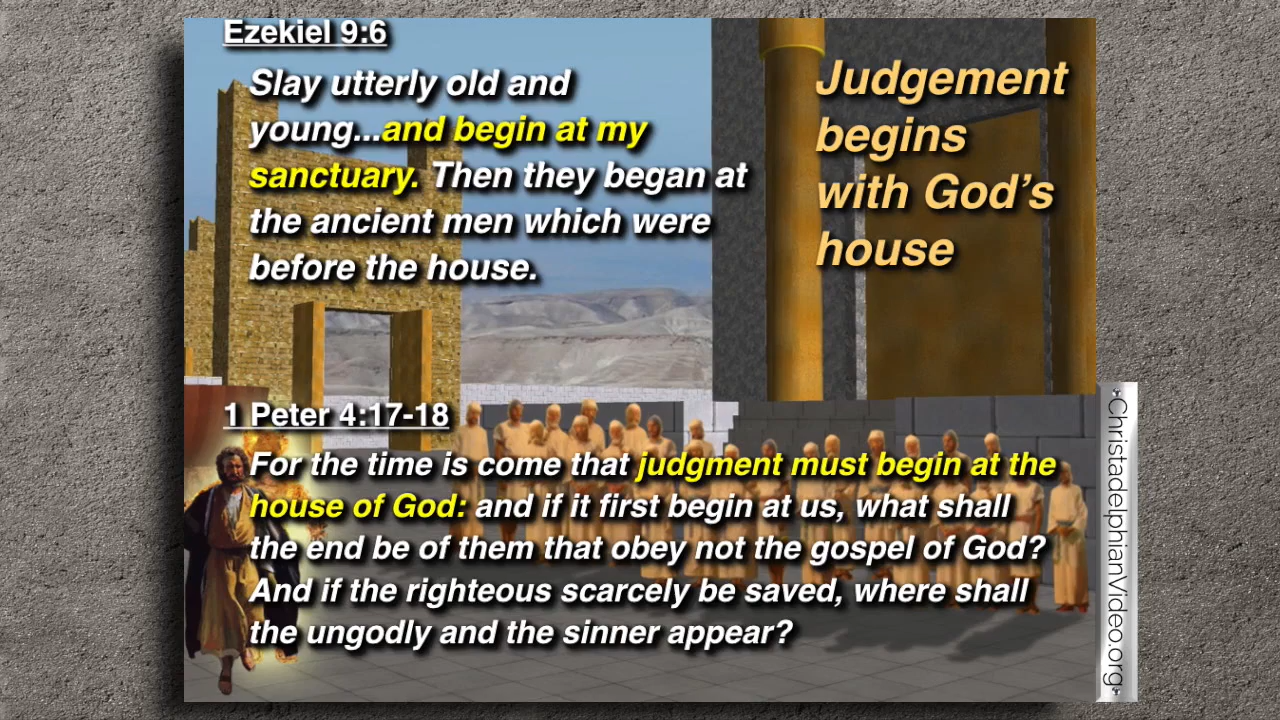 Ezekiel 9:6
Slay utterly old and
young...and begin at my
sanctuary. Then they began at
the ancient men which were
before the house.
Judgement
begins
with God’s
house
1 Peter 4:17-18
For the time is come that judgment must begin at the
house of God: and if it first begin at us, what shall
the end be of them that obey not the gospel of God?
And if the righteous scarcely be saved, where shall
the ungodly and the sinner appear?
ChristadelphianVideo.org